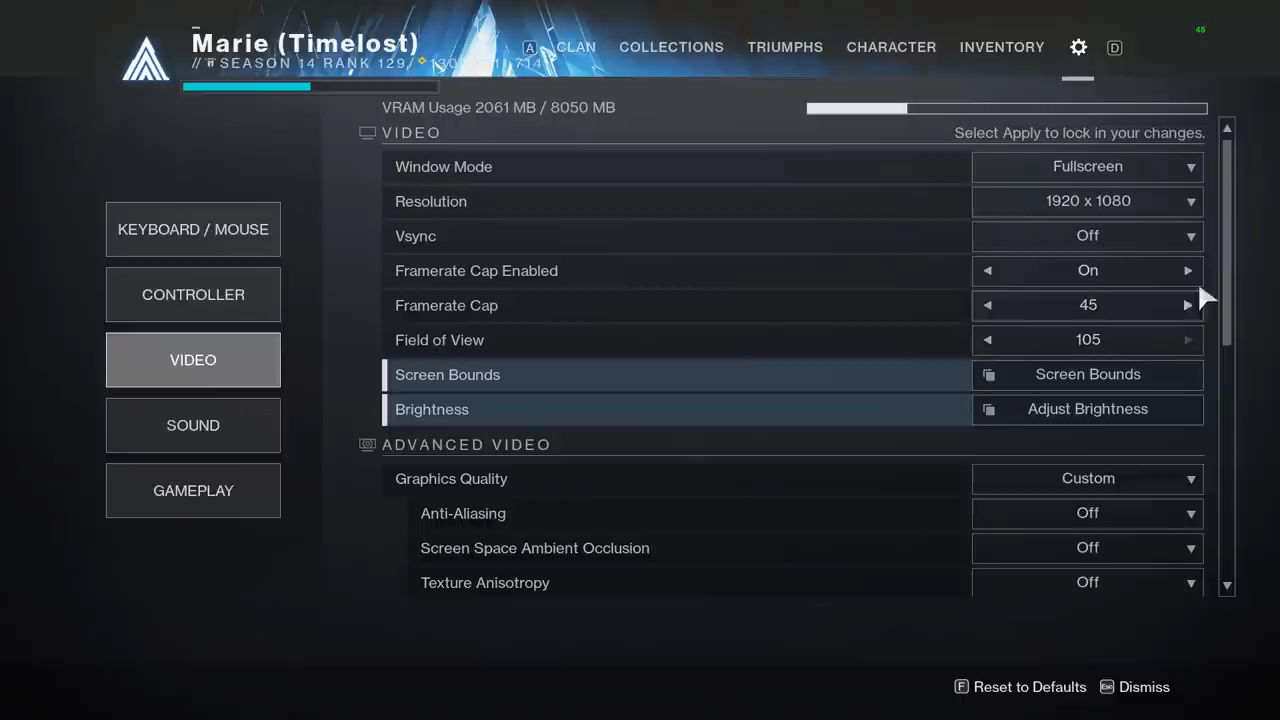 45
Marie (Timelost)
// SEASON 14 RANK 129/
A CLAN COLLECTIONS TRIUMPHS CHARACTER INVENTORY D
VRAM Usage 2061 MB / 8050 MB
VIDEO
Select Apply to lock in your changes.
Window Mode Fullscreen
Resolution 1920 x 1080
Vsync Off
Framerate Cap Enabled On
Framerate Cap 45
Field of View 105
Screen Bounds Screen Bounds
Brightness Adjust Brightness
ADVANCED VIDEO
Graphics Quality Custom
Anti-Aliasing Off
Screen Space Ambient Occlusion Off
Texture Anisotropy Off
KEYBOARD / MOUSE
CONTROLLER
VIDEO
SOUND
GAMEPLAY
F Reset to Defaults Esc Dismiss